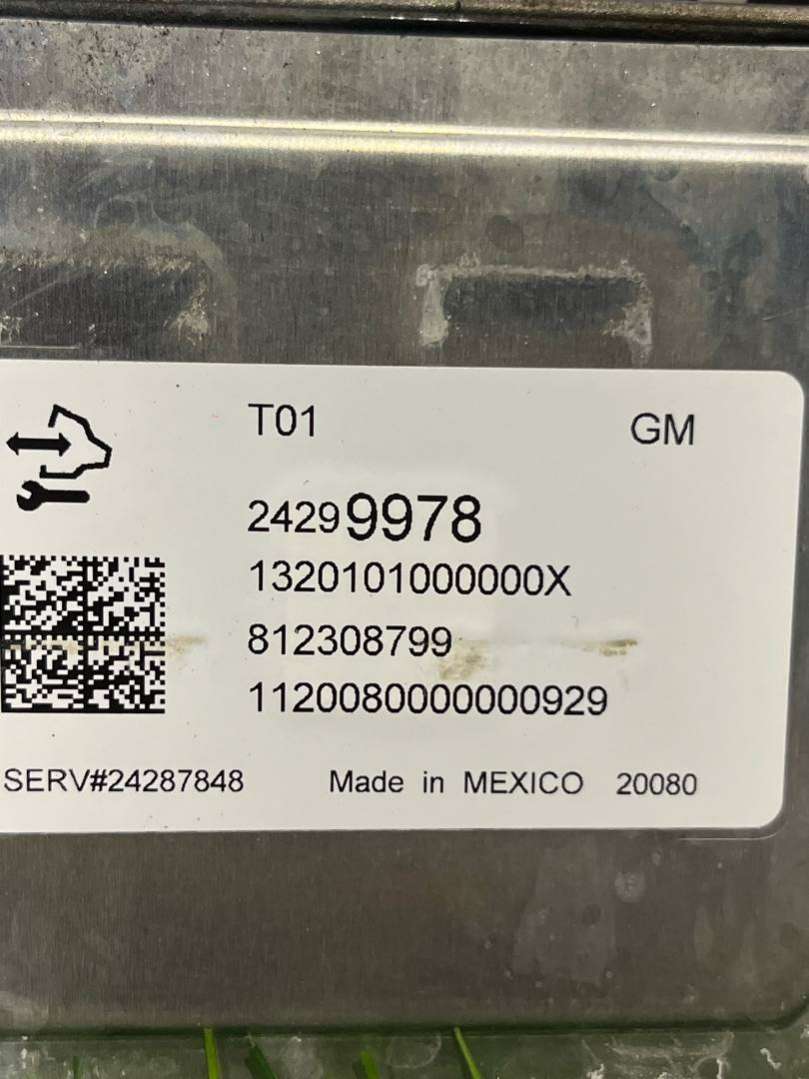 T01 GM
24299978
1320101000000X
812308799
1120080000000929
SERV#24287848 Made in MEXICO 20080